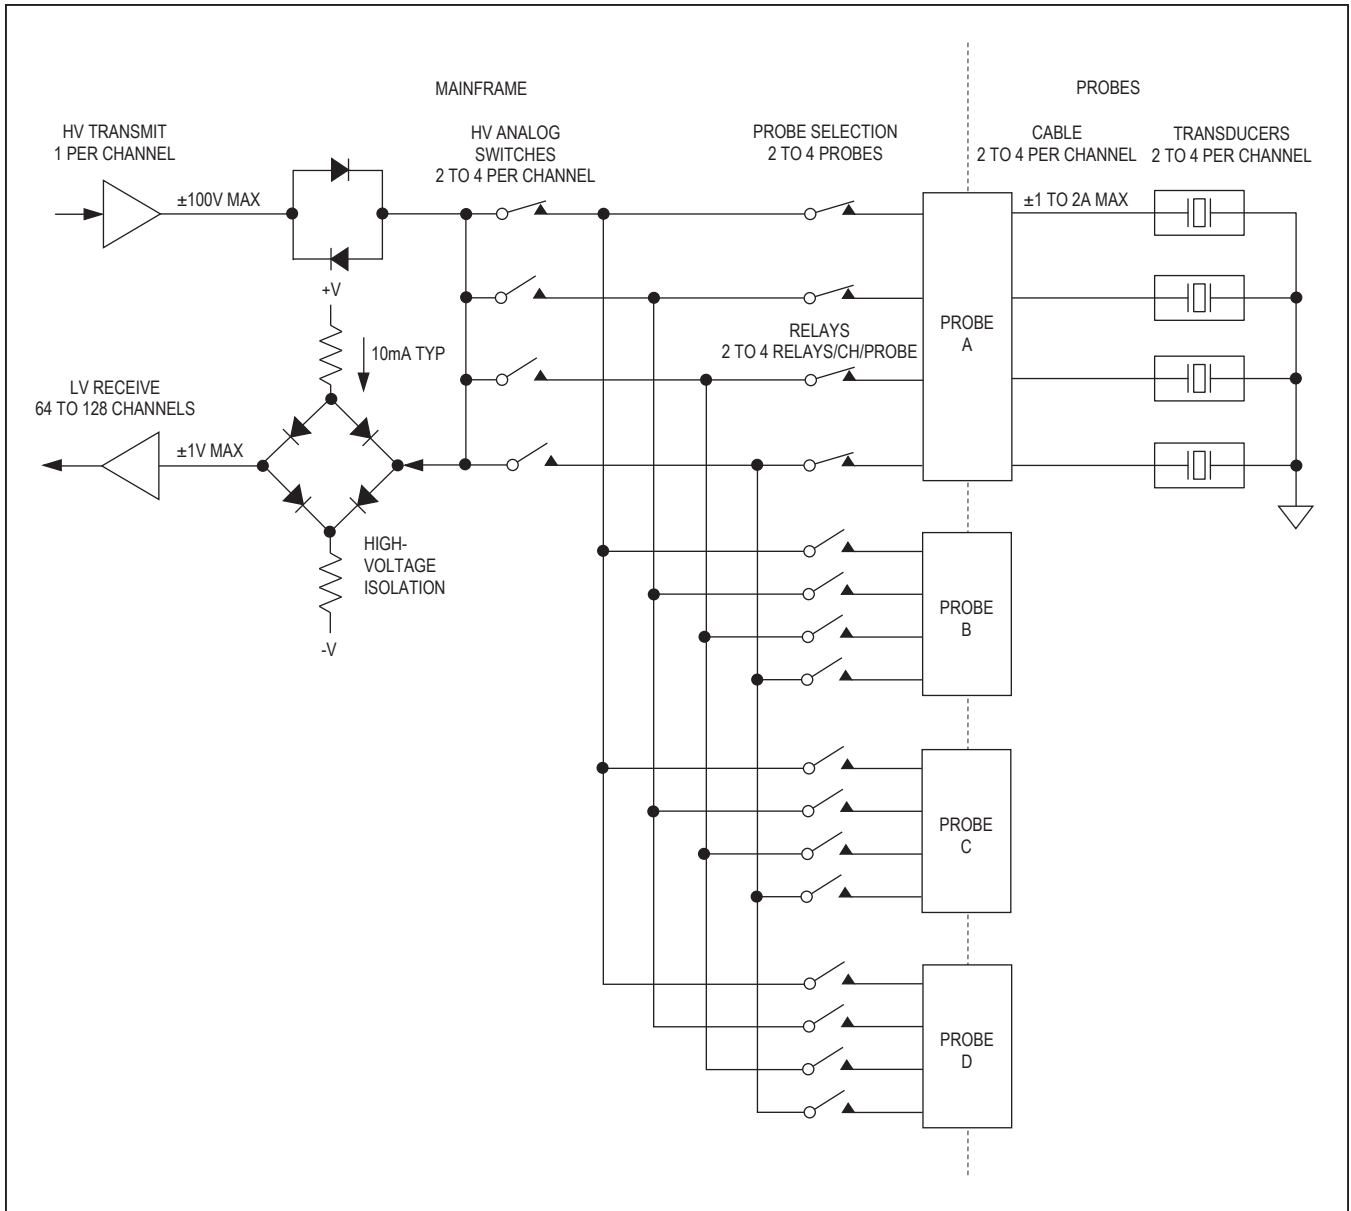 MAINFRAME
PROBES
HV TRANSMIT
1 PER CHANNEL
HV ANALOG
SWITCHES
2 TO 4 PER CHANNEL
PROBE SELECTION
2 TO 4 PROBES
CABLE
2 TO 4 PER CHANNEL
TRANSDUCERS
2 TO 4 PER CHANNEL
±100V MAX
±1 TO 2A MAX
+V
10mA TYP
RELAYS
2 TO 4 RELAYS/CH/PROBE
PROBE
A
LV RECEIVE
64 TO 128 CHANNELS
±1V MAX
HIGH-
VOLTAGE
ISOLATION
-V
PROBE
B
PROBE
C
PROBE
D